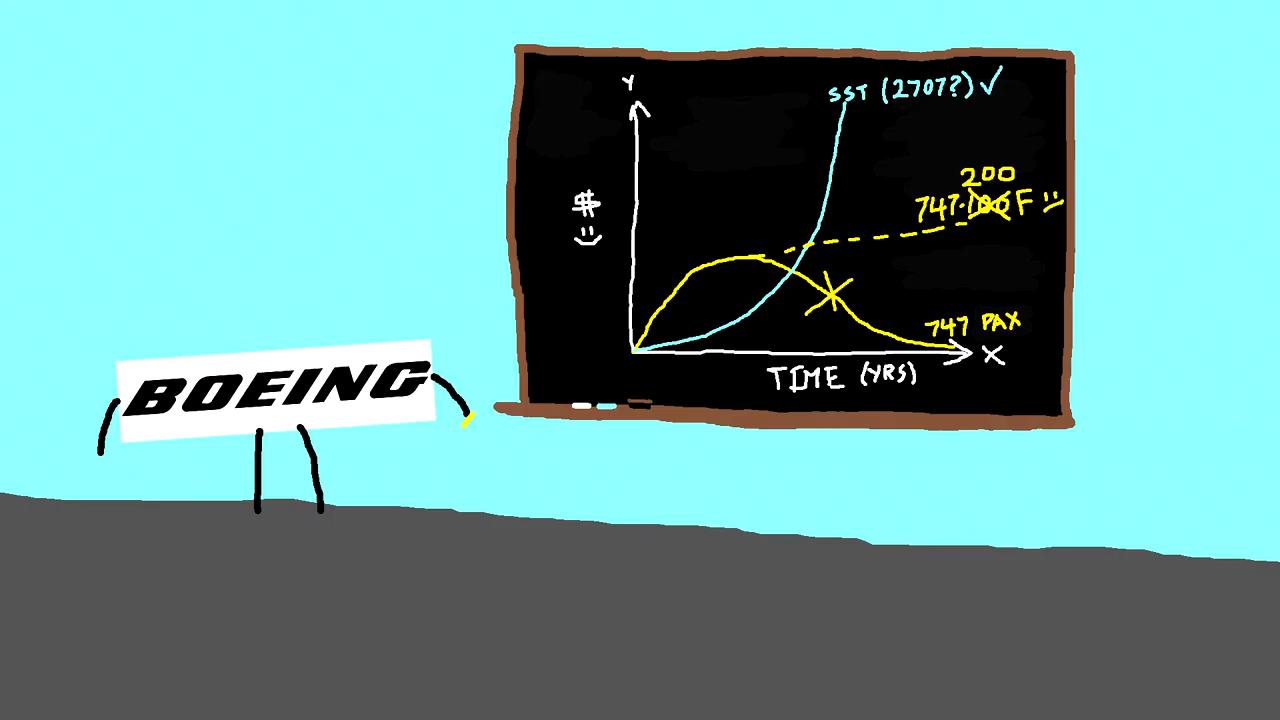 Y
SST (2707?) ✓
200
747-100F :)
$
:)
747 PAX
X
TIME (YRS)
BOEING